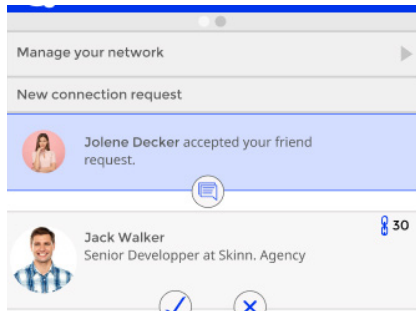 Manage your network
New connection request
Jolene Decker accepted your friend
request.
30
Jack Walker
Senior Developper at Skinn. Agency